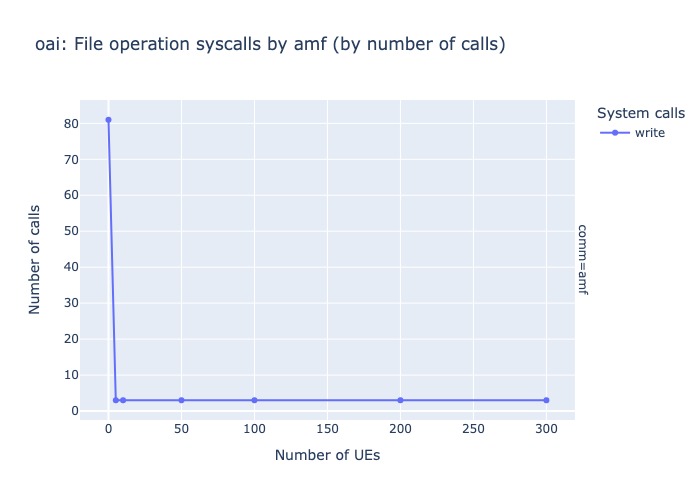 oai: File operation syscalls by amf (by number of calls)
System calls
write
Number of calls
80
70
60
50
40
30
20
10
0
comm=amf
0 50 100 150 200 250 300
Number of UEs